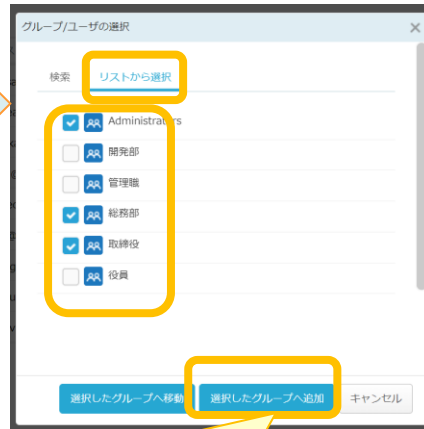 グループ/ユーザの選択 ×
検索 リストから選択
Administrators
開発部
管理職
総務部
取締役
役員
選択したグループへ移動 選択したグループへ追加 キャンセル